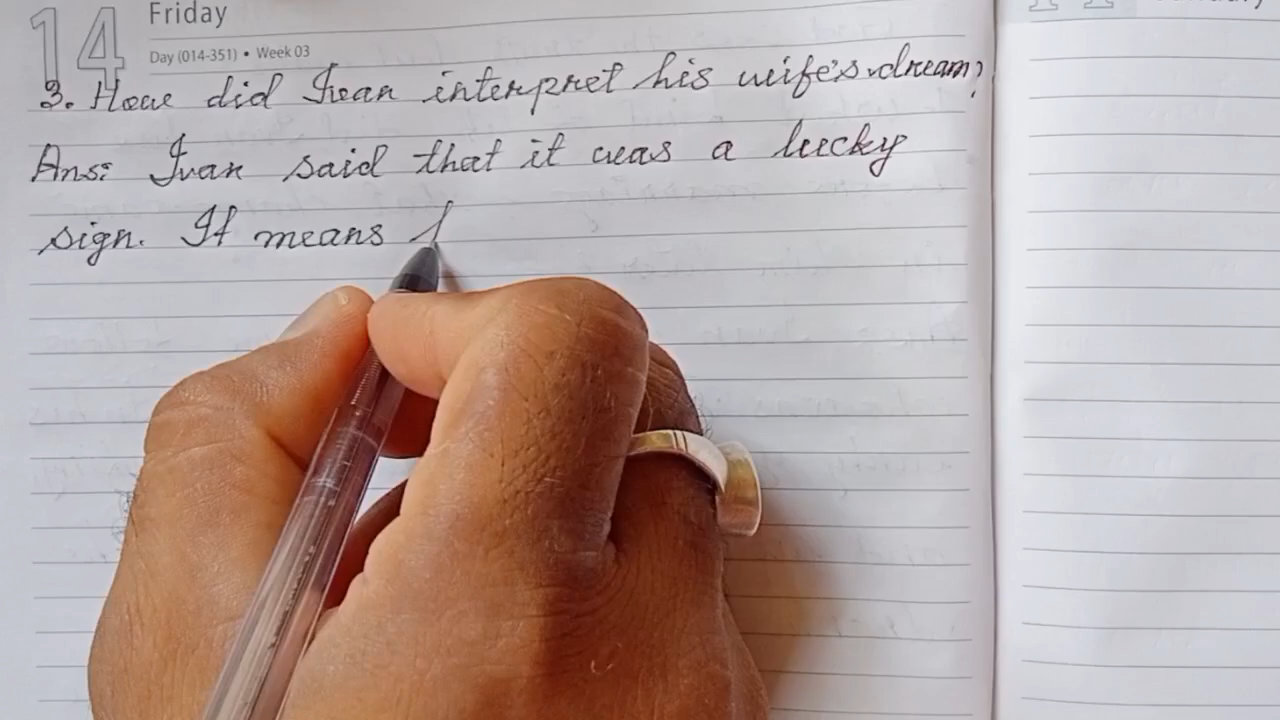 14 Friday
Day (014-351) • Week 03
3. How did Ivan interpret his wife's dream?
Ans: Ivan said that it was a lucky
sign. It means